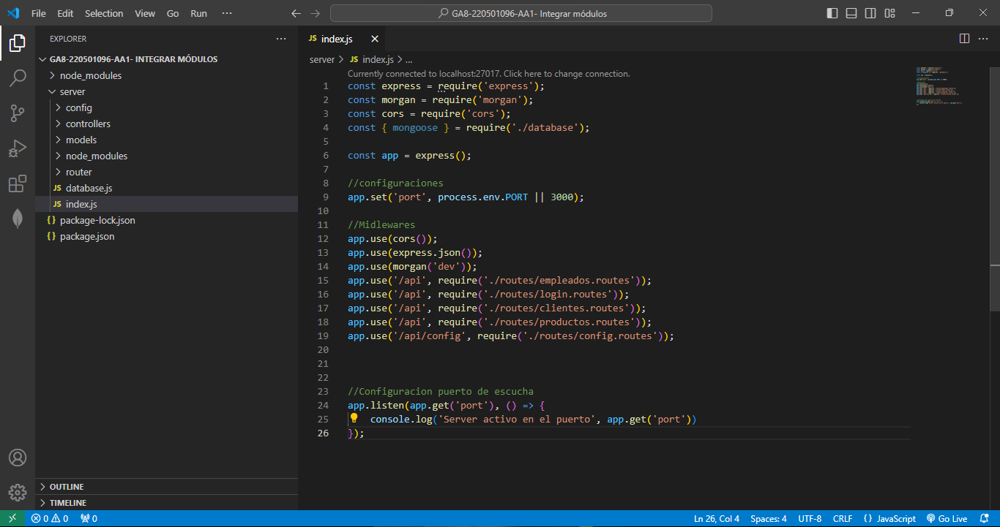 File Edit Selection View Go Run ...
GA8-220501096-AA1- Integrar módulos
EXPLORER
GA8-220501096-AA1- INTEGRAR MÓDULOS
node_modules
server
config
controllers
models
node_modules
router
JS database.js
JS index.js
{} package-lock.json
{} package.json
OUTLINE
TIMELINE
JS index.js
server > JS index.js > ...
Currently connected to localhost:27017. Click here to change connection.
1 const express = require('express');
2 const morgan = require('morgan');
3 const cors = require('cors');
4 const { mongoose } = require('./database');
5
6 const app = express();
7
8 //configuraciones
9 app.set('port', process.env.PORT || 3000);
10
11 //Midlewares
12 app.use(cors());
13 app.use(express.json());
14 app.use(morgan('dev'));
15 app.use('/api', require('./routes/empleados.routes'));
16 app.use('/api', require('./routes/login.routes'));
17 app.use('/api', require('./routes/clientes.routes'));
18 app.use('/api', require('./routes/productos.routes'));
19 app.use('/api/config', require('./routes/config.routes'));
20
21
22
23 //Configuracion puerto de escucha
24 app.listen(app.get('port'), () => {
25 console.log('Server activo en el puerto', app.get('port'))
26 });
0 0 0
Ln 26, Col 4 Spaces: 4 UTF-8 CRLF {} JavaScript Go Live